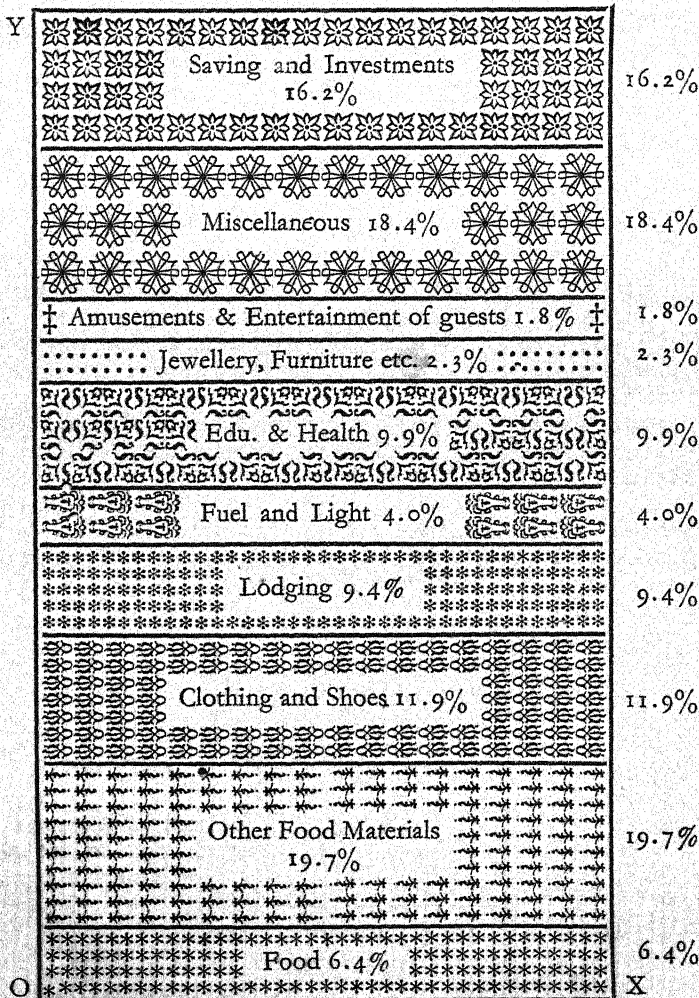 Y
Saving and Investments
16.2%
16.2%
Miscellaneous 18.4%
18.4%
Amusements & Entertainment of guests 1.8%
1.8%
Jewellery, Furniture etc. 2.3%
2.3%
Edu. & Health 9.9%
9.9%
Fuel and Light 4.0%
4.0%
Lodging 9.4%
9.4%
Clothing and Shoes 11.9%
11.9%
Other Food Materials
19.7%
19.7%
Food 6.4%
6.4%
O
X